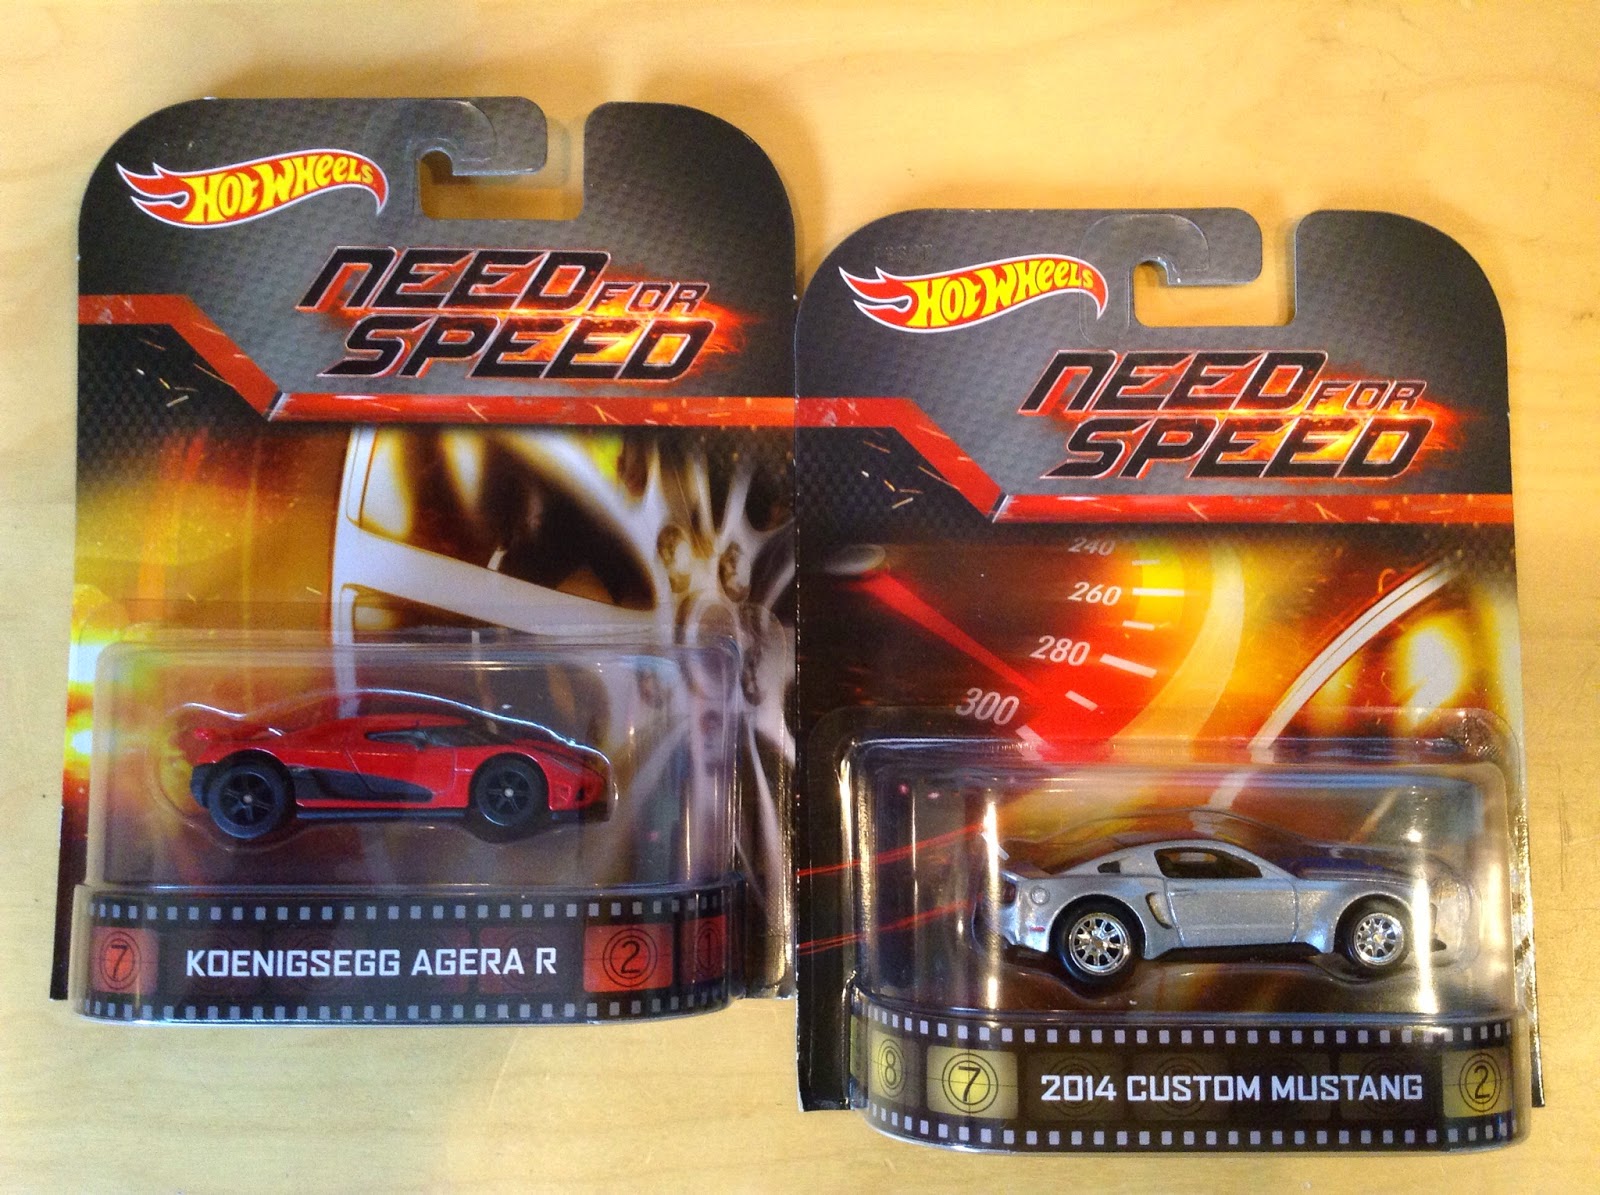 HOT WHEELS
NEED FOR
SPEED
7
KOENIGSEGG AGERA R
2
1
HOT WHEELS
NEED FOR
SPEED
240
260
280
300
8
7
2014 CUSTOM MUSTANG
2